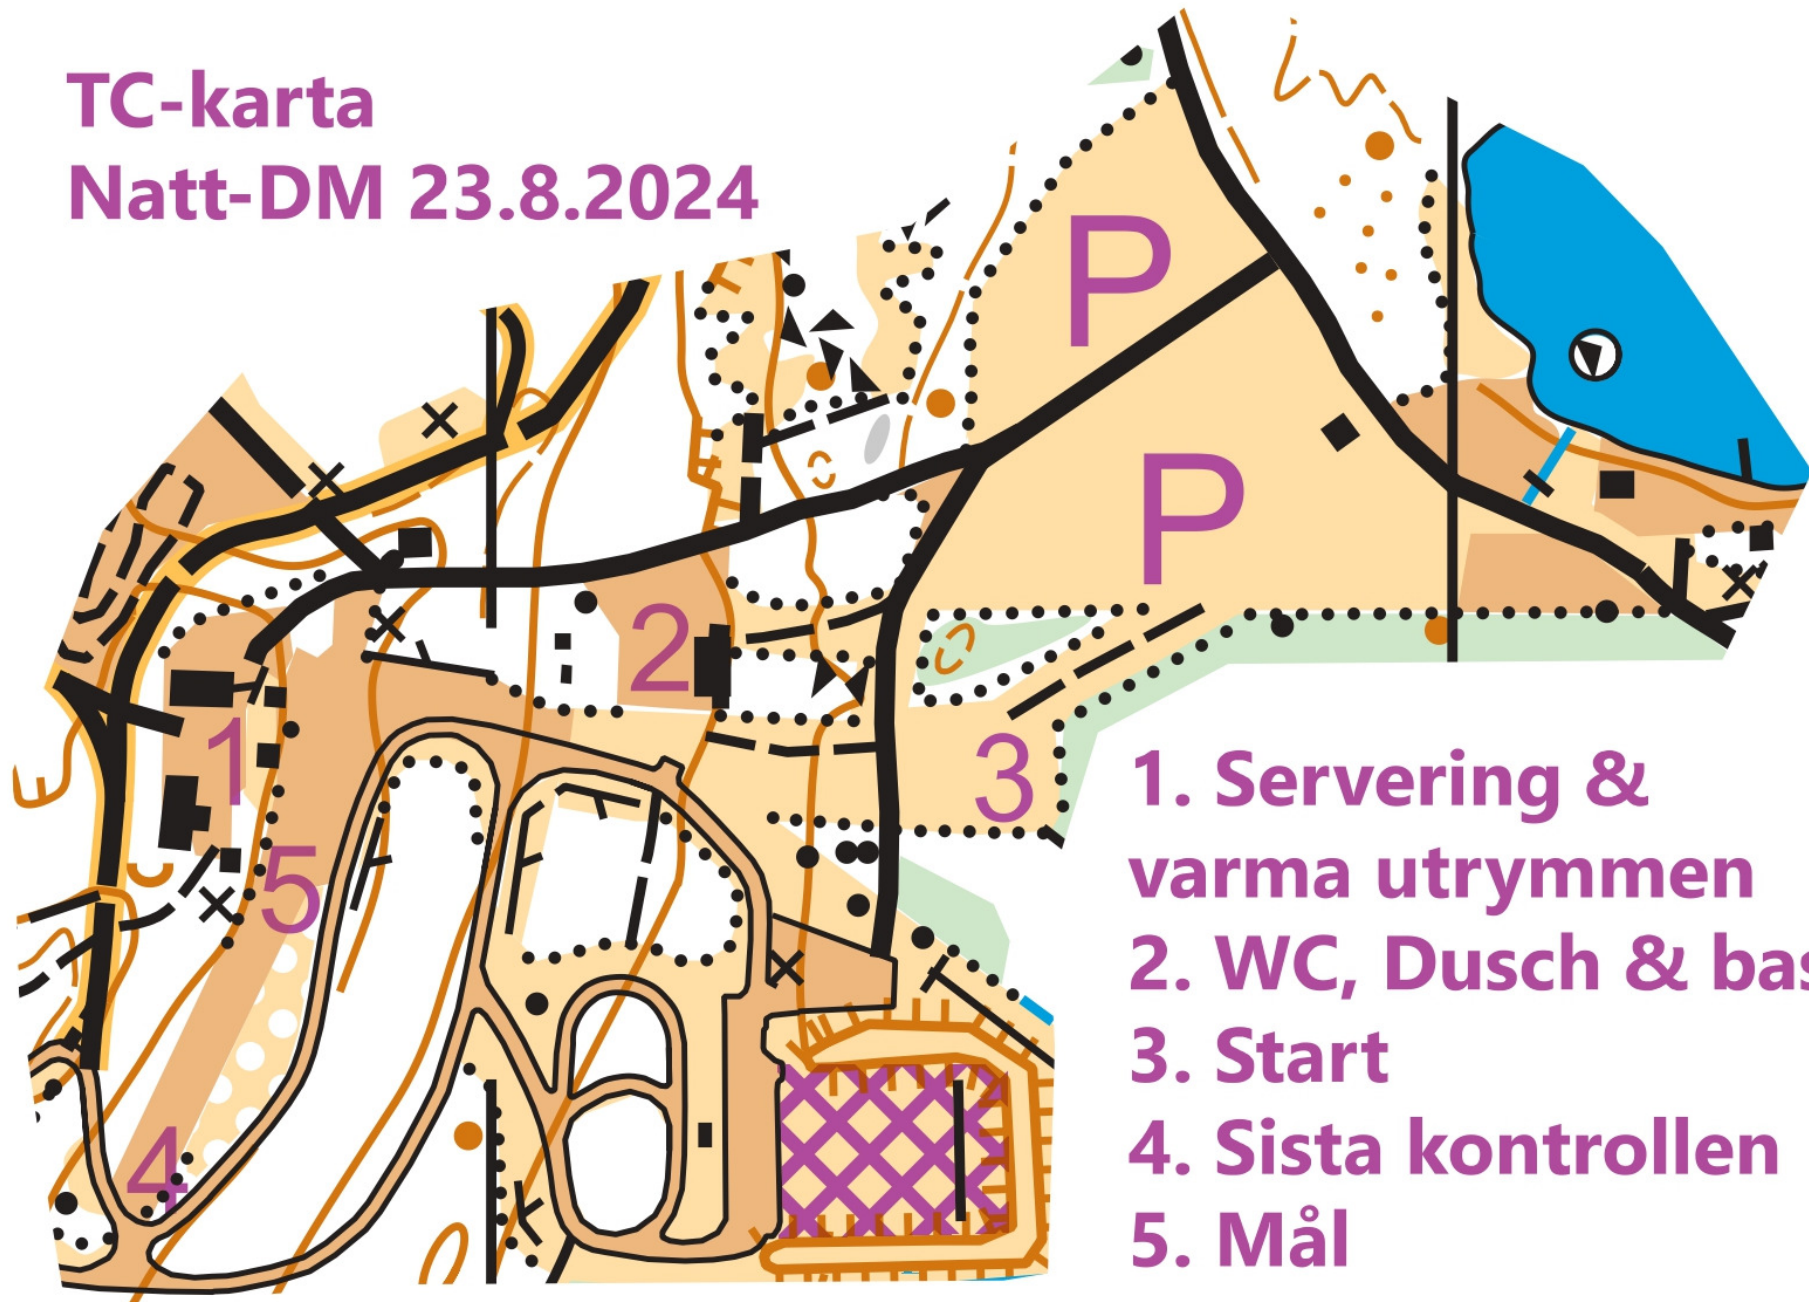 TC-karta
Natt-DM 23.8.2024
P
P
2
1
3
5
4
1. Servering &
varma utrymmen
2. WC, Dusch &
3. Start
4. Sista kontrollen
5. Mål